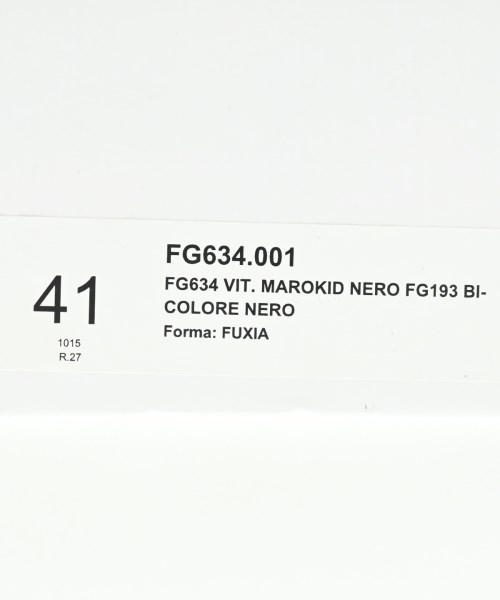 41
1015
R.27
FG634.001
FG634 VIT. MAROKID NERO FG193 BI-
COLORE NERO
Forma: FUXIA